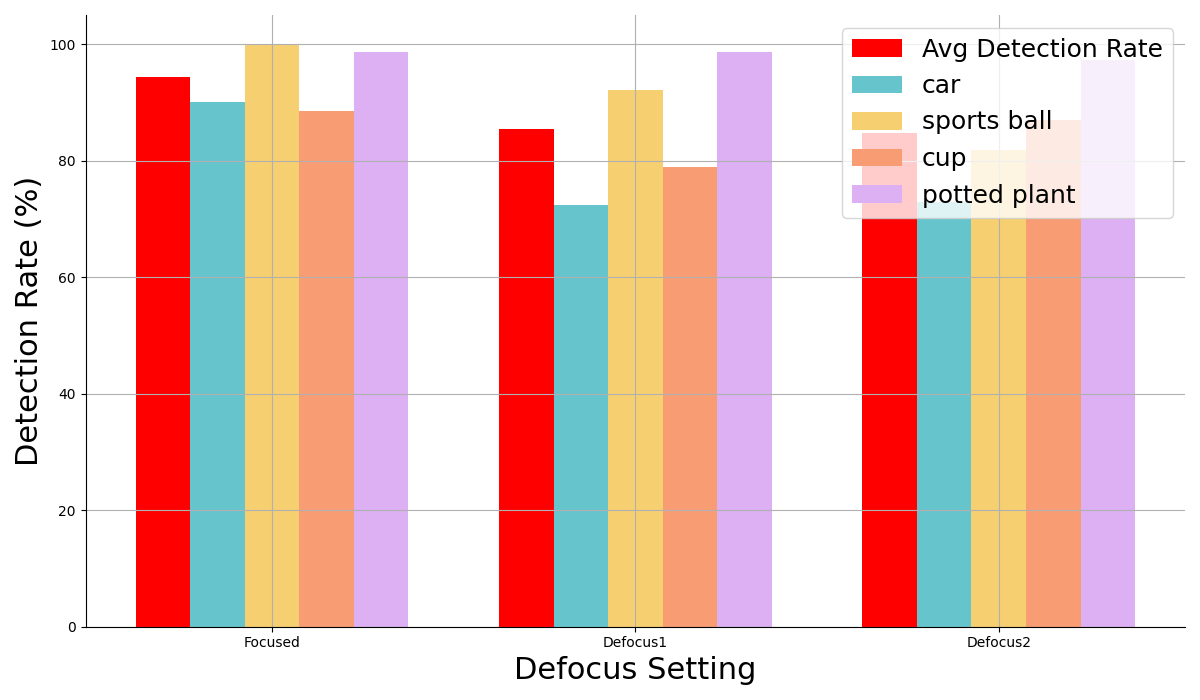 100
80
60
40
20
0
Detection Rate (%)
Avg Detection Rate
car
sports ball
cup
potted plant
Focused
Defocus1
Defocus2
Defocus Setting